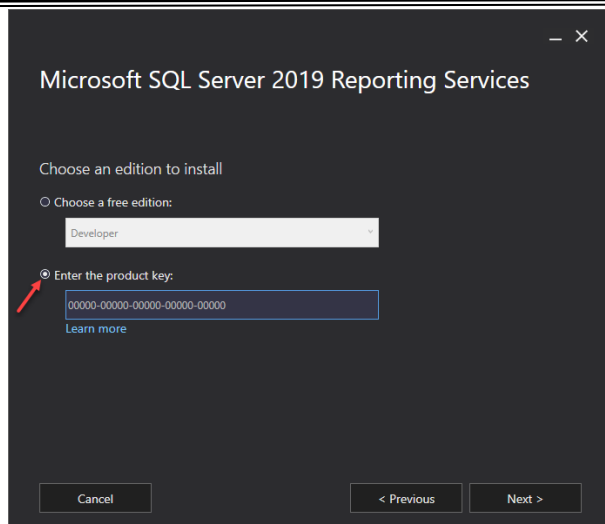 Microsoft SQL Server 2019 Reporting Services
Choose an edition to install
Choose a free edition:
Developer
Enter the product key:
00000-00000-00000-00000-00000
Learn more
Cancel
< Previous
Next >